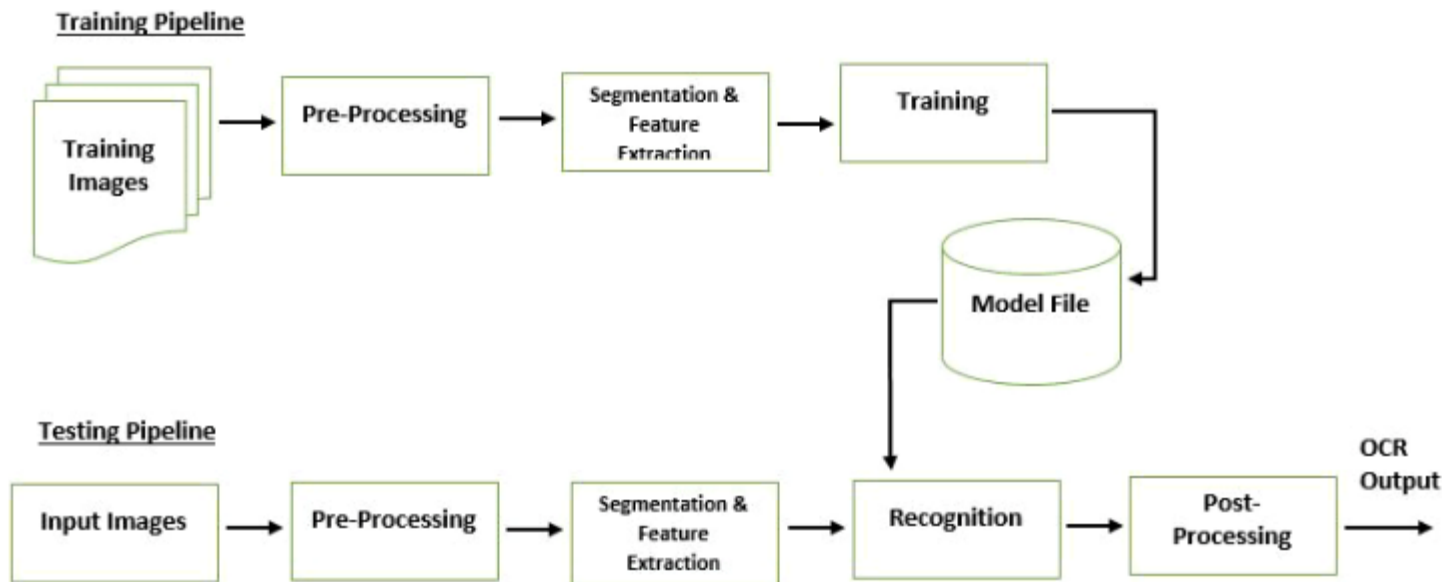 Training Pipeline
Training
Images
Pre-Processing
Segmentation &
Feature
Extraction
Training
Model File
Testing Pipeline
Input Images
Pre-Processing
Segmentation &
Feature
Extraction
Recognition
Post-
Processing
OCR
Output